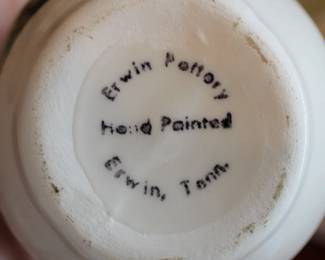 Erwin Pottery
Hand Painted
Erwin, Tenn.